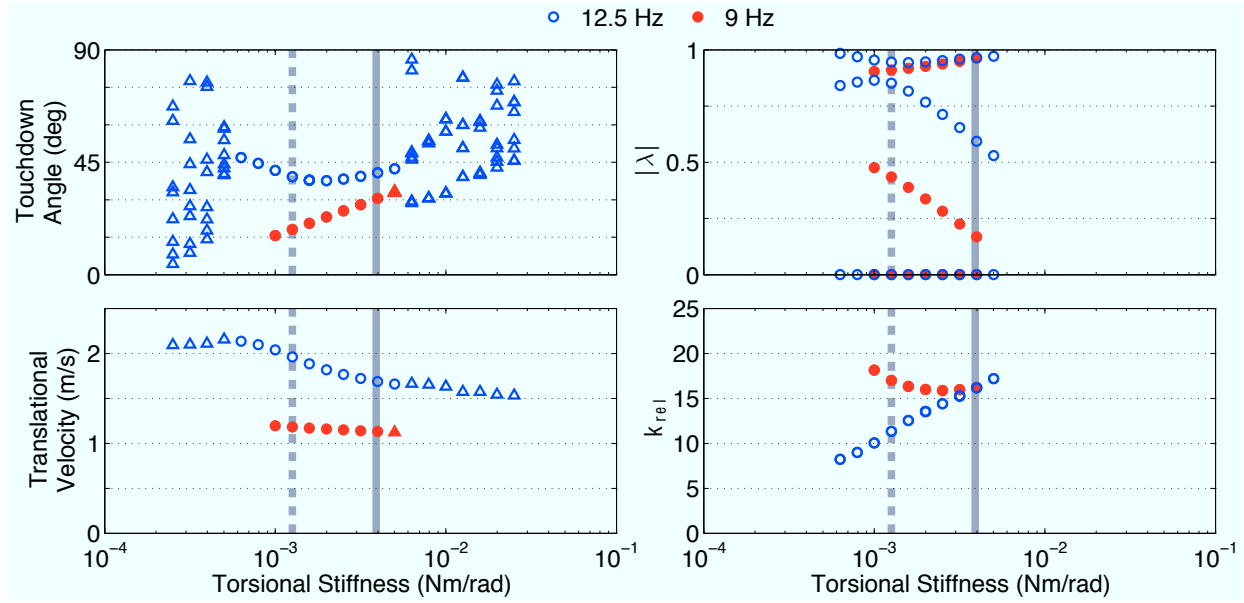 12.5 Hz 9 Hz
90
45
0
Touchdown
Angle (deg)
1
0.5
0
|λ|
2
1
0
Translational
Velocity (m/s)
10⁻⁴ 10⁻³ 10⁻² 10⁻¹
Torsional Stiffness (Nm/rad)
25
20
15
10
5
0
k_rel
10⁻⁴ 10⁻³ 10⁻² 10⁻¹
Torsional Stiffness (Nm/rad)